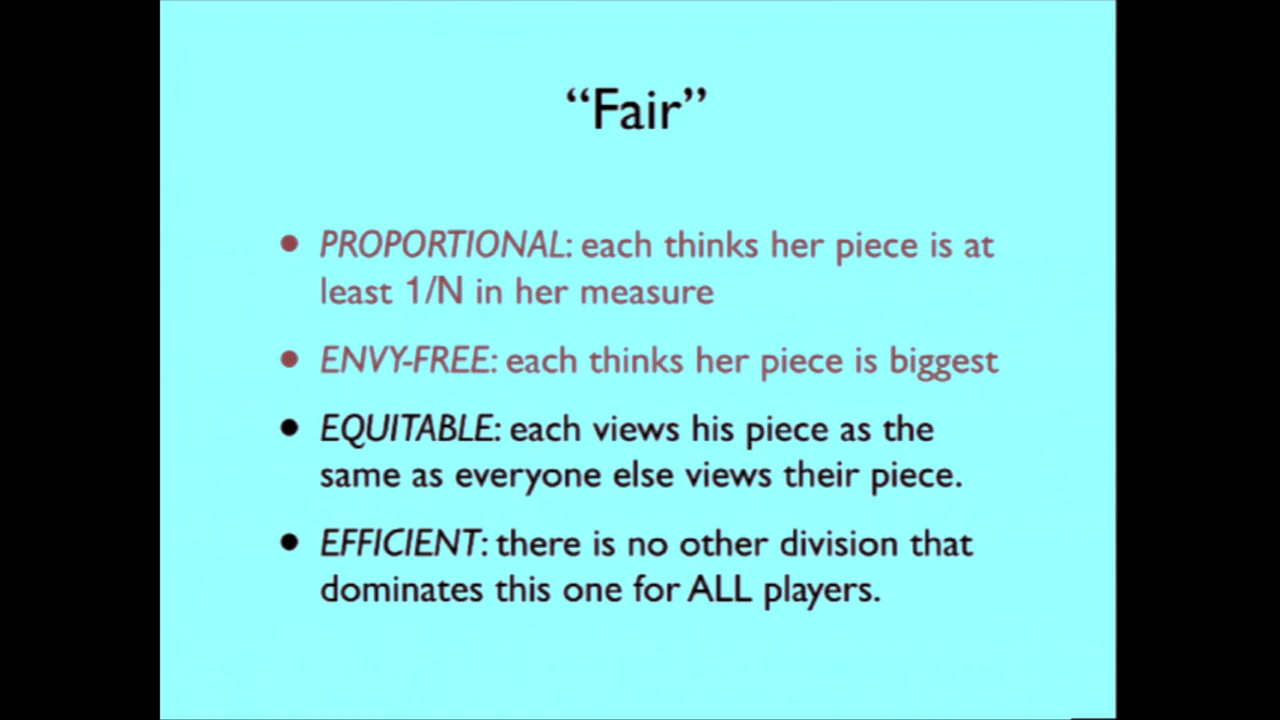 “Fair”
• PROPORTIONAL: each thinks her piece is at
least 1/N in her measure
• ENVY-FREE: each thinks her piece is biggest
• EQUITABLE: each views his piece as the
same as everyone else views their piece.
• EFFICIENT: there is no other division that
dominates this one for ALL players.